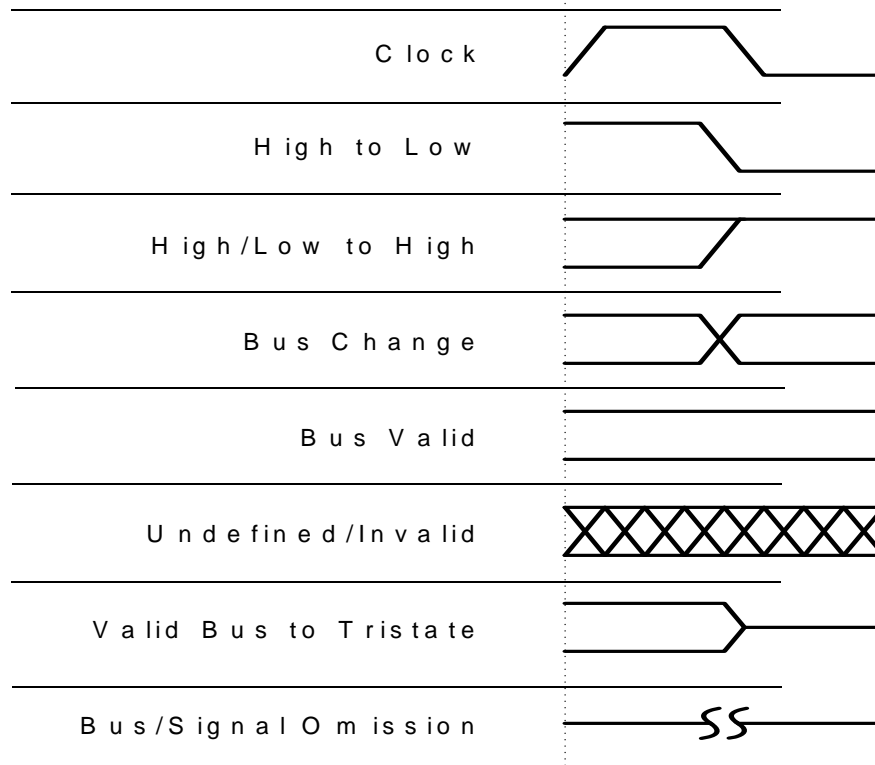 Clock
High to Low
High/Low to High
Bus Change
Bus Valid
Undefined/Invalid
Valid Bus to Tristate
Bus/Signal Omission